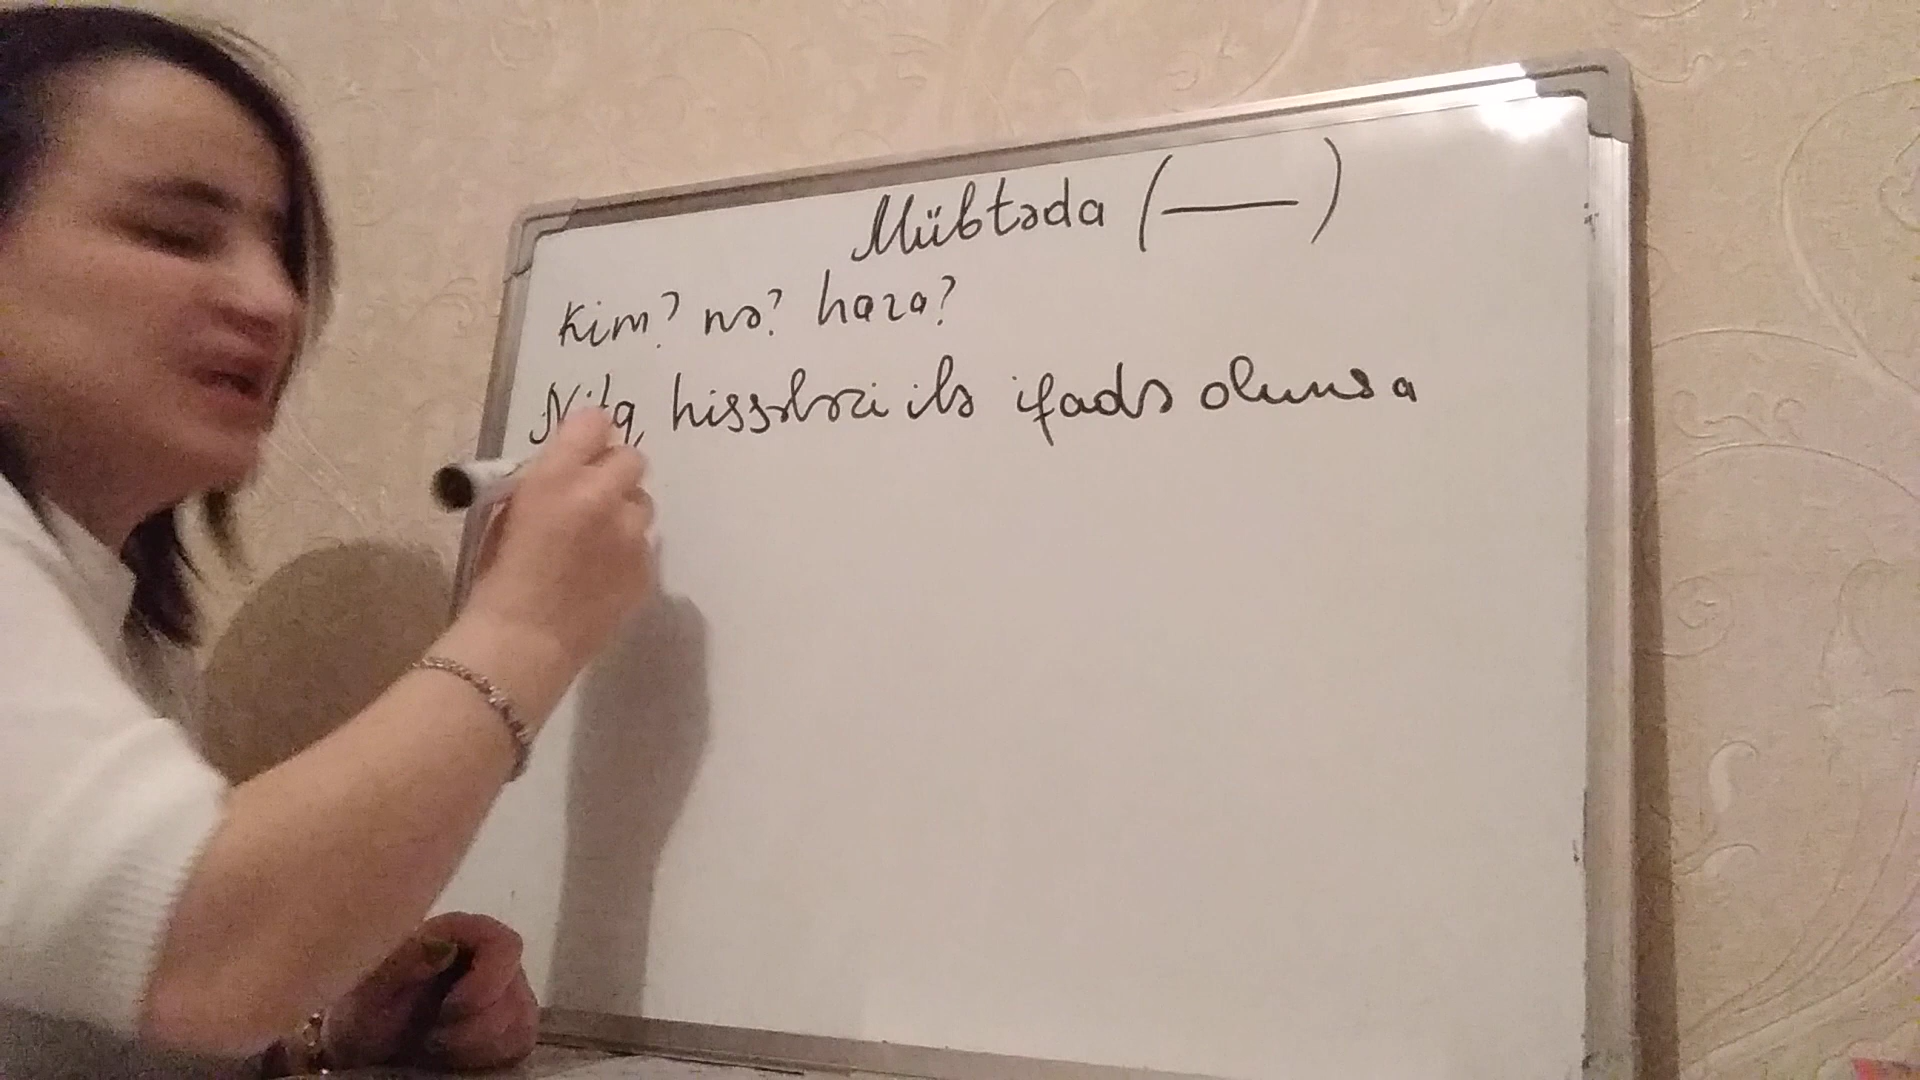 Mübtəda (—)
Kim? nə? hara?
Nitq hissələri ilə ifadə olunsa